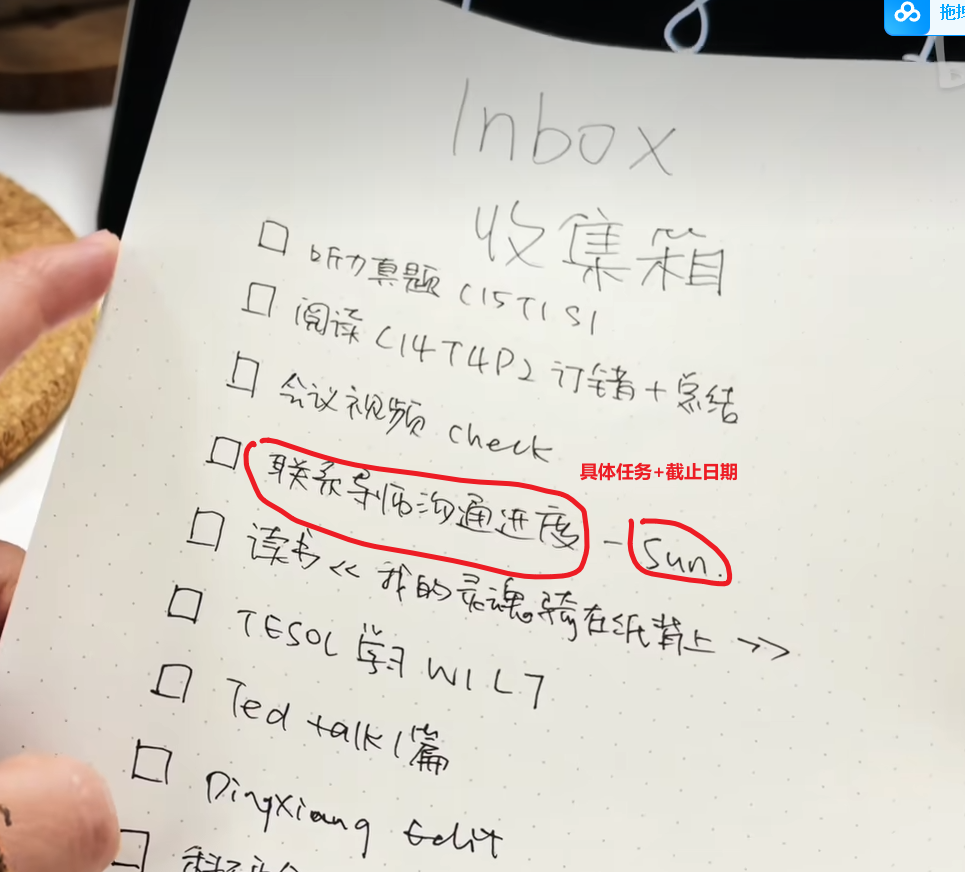 拖拽
Inbox
收集箱
□ 听力真题 C15T1S1
□ 阅读 C14T4P2 订错+总结
□ 会议视频 check
具体任务+截止日期
□ 联系导师沟通进度 - Sun.
□ 读书<<我的灵魂骑在纸背上>>
□ TESOL 学习 W1L7
□ Ted talk 1篇
□ DingXiang Edit